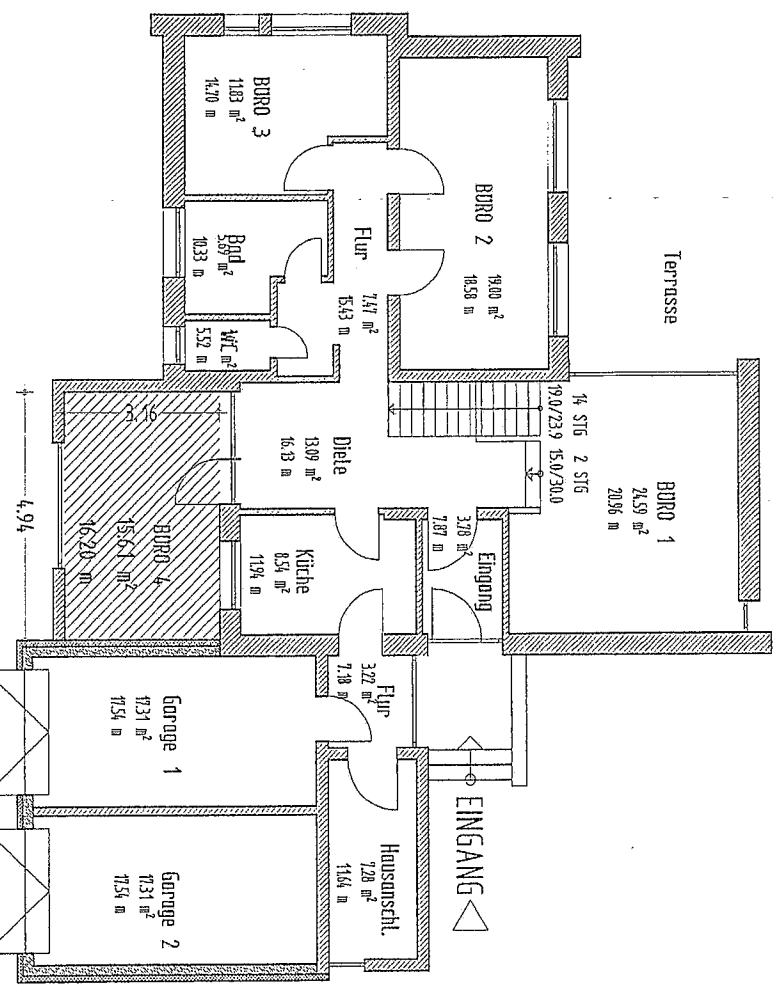 Terrasse
BÜRO 1
24.59 m²
20.96 m
BÜRO 2
19.00 m²
18.58 m
14 STG
19.0/23.9
2 STG
15.0/30.0
Eingang
3.78 m²
7.87 m
EINGANG
Flur
7.47 m²
15.43 m
Diele
13.09 m²
16.13 m
Küche
8.54 m²
11.94 m
Flur
3.22 m²
7.18 m
Hausanschl.
7.28 m²
11.64 m
BÜRO 3
11.83 m²
14.70 m
Bad
5.69 m²
10.33 m
WC
m²
5.52 m
BÜRO 4
15.61 m²
16.20 m
3.16
4.94
Garage 1
17.31 m²
17.54 m
Garage 2
17.31 m²
17.54 m